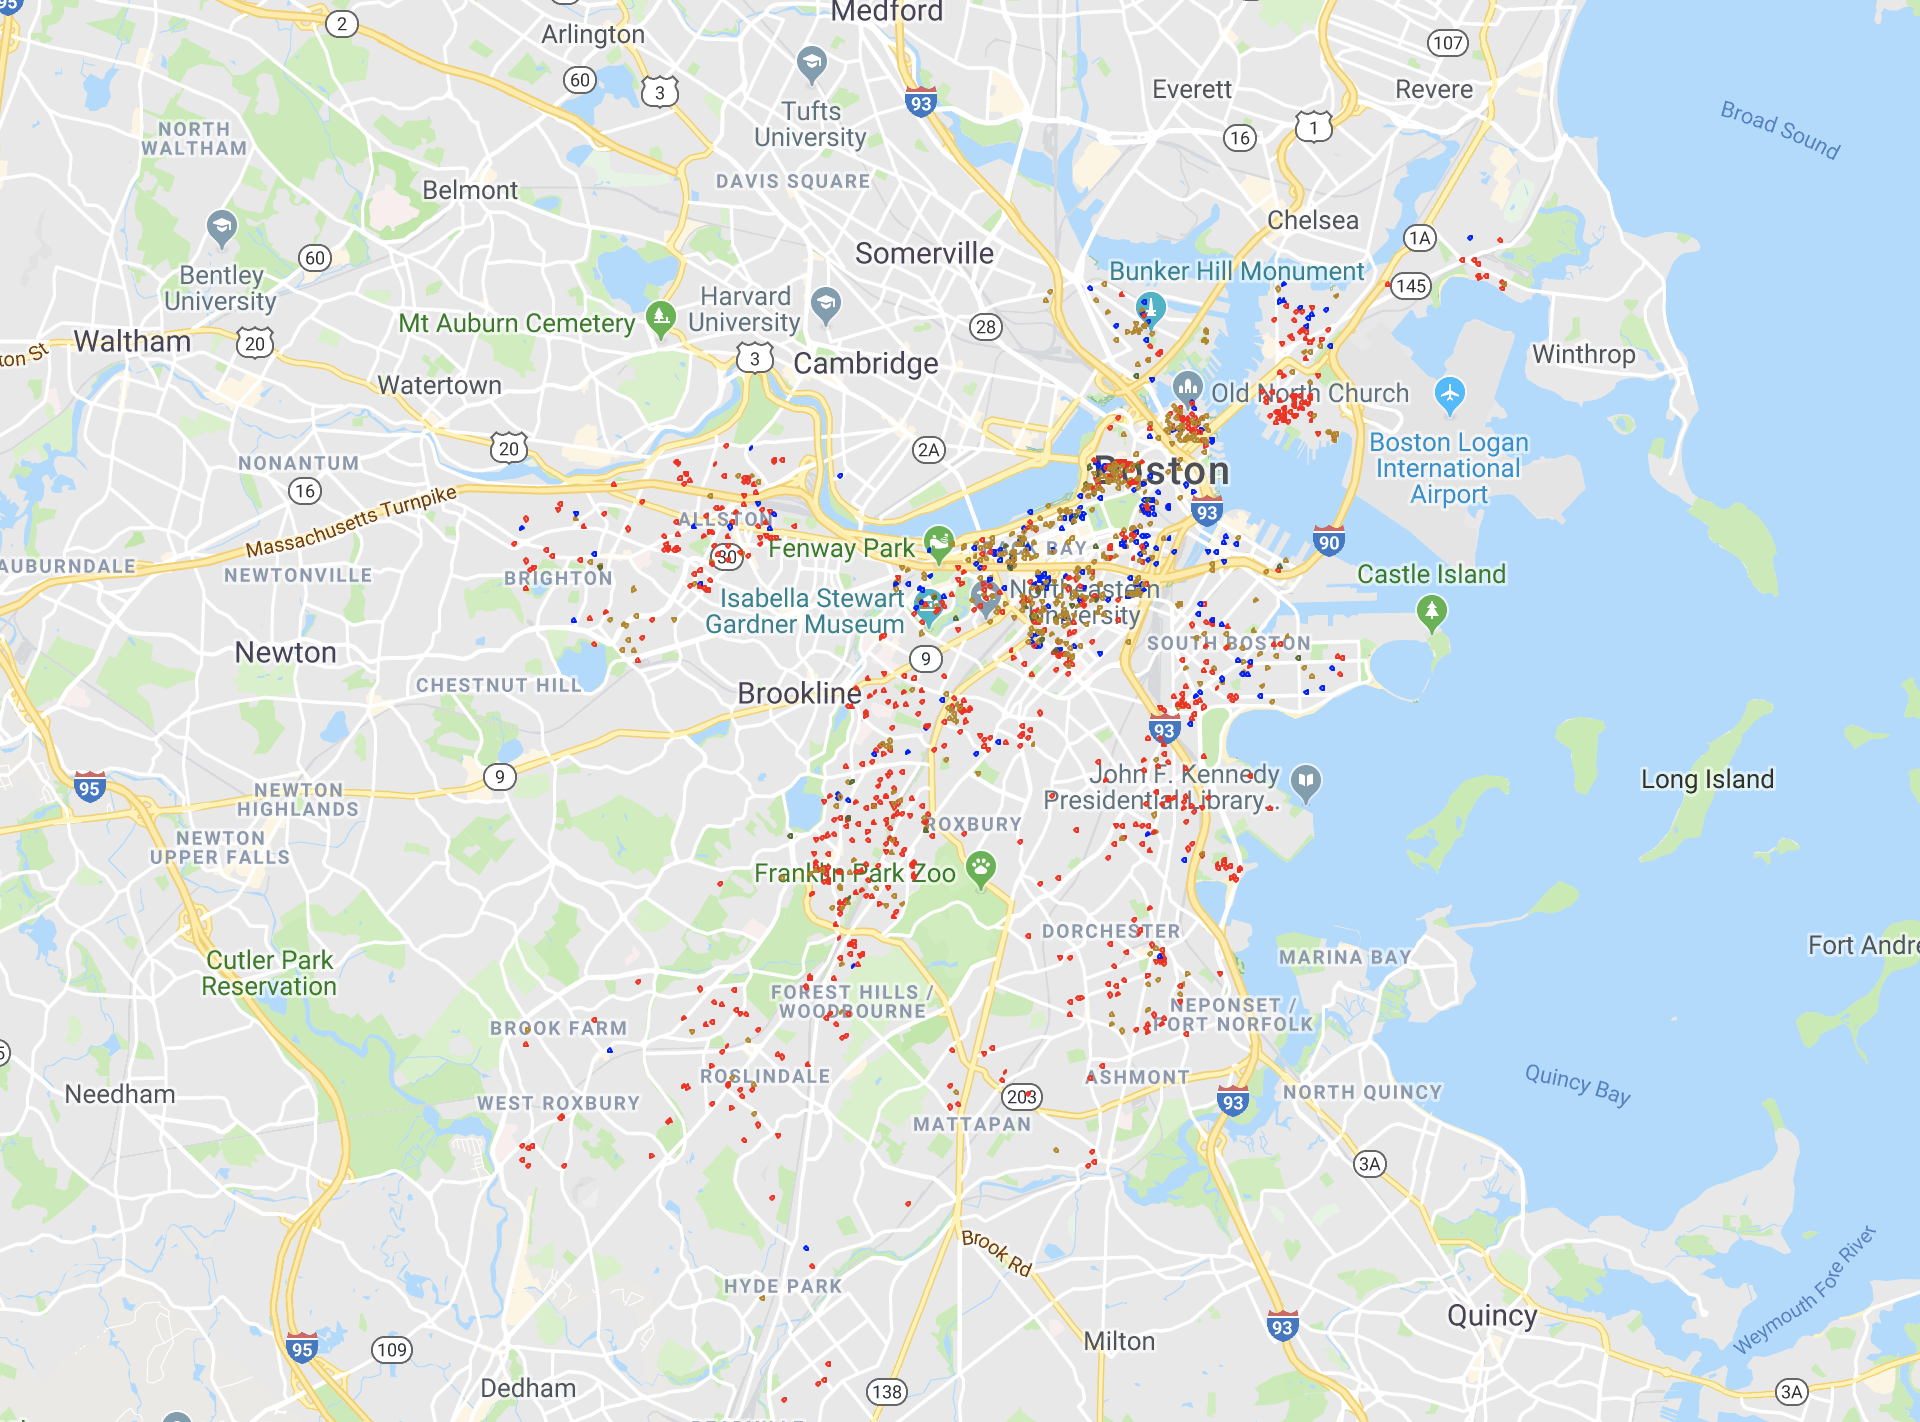 95
2
Medford
Arlington
107
60
3
93
Everett
Revere
Tufts
University
Broad Sound
NORTH
WALTHAM
16
1
DAVIS SQUARE
Belmont
Chelsea
1A
Somerville
60
Bentley
University
Bunker Hill Monument
145
Harvard
University
Mt Auburn Cemetery
28
Waltham
20
3
Cambridge
Winthrop
ton St
Watertown
Old North Church
20
2A
Boston Logan
International
Airport
NONANTUM
16
Boston
Massachusetts Turnpike
ALLSTON
93
90
30
Fenway Park
BACK BAY
AUBURNDALE
NEWTONVILLE
BRIGHTON
Castle Island
Isabella Stewart
Gardner Museum
Northeastern
University
SOUTH BOSTON
Newton
9
CHESTNUT HILL
Brookline
93
9
95
NEWTON
HIGHLANDS
John F. Kennedy
Presidential Library...
Long Island
NEWTON
UPPER FALLS
ROXBURY
Franklin Park Zoo
DORCHESTER
Cutler Park
Reservation
MARINA BAY
Fort Andre
FOREST HILLS /
WOODBOURNE
NEPONSET /
PORT NORFOLK
BROOK FARM
5
ROSLINDALE
ASHMONT
Needham
WEST ROXBURY
203
93
NORTH QUINCY
Quincy Bay
MATTAPAN
3A
Brook Rd
HYDE PARK
Weymouth Fore River
Quincy
93
95
109
Milton
Dedham
138
3A